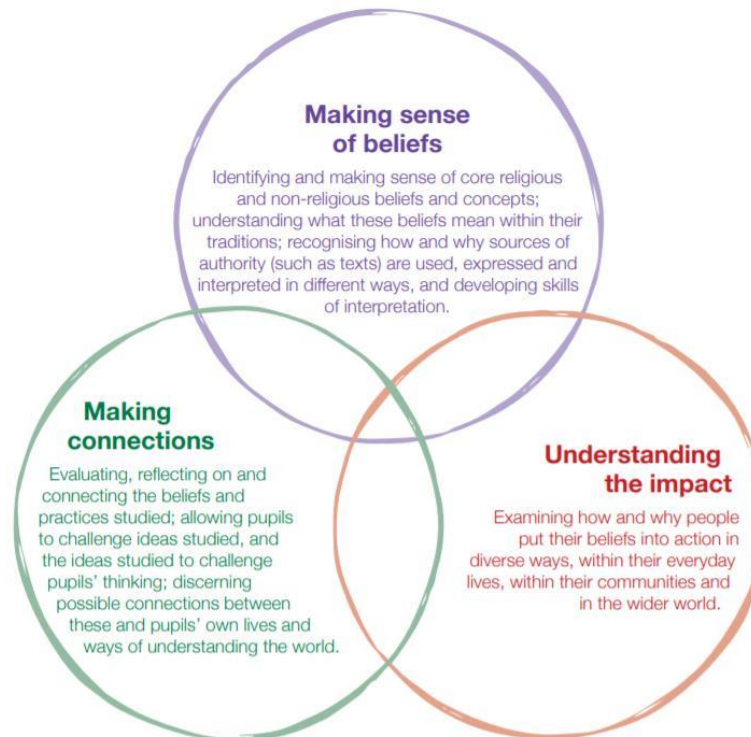 Making sense
of beliefs
Identifying and making sense of core religious
and non-religious beliefs and concepts;
understanding what these beliefs mean within their
traditions; recognising how and why sources of
authority (such as texts) are used, expressed and
interpreted in different ways, and developing skills
of interpretation.
Making
connections
Evaluating, reflecting on and
connecting the beliefs and
practices studied; allowing pupils
to challenge ideas studied, and
the ideas studied to challenge
pupils’ thinking; discerning
possible connections between
these and pupils’ own lives and
ways of understanding the world.
Understanding
the impact
Examining how and why people
put their beliefs into action in
diverse ways, within their everyday
lives, within their communities and
in the wider world.